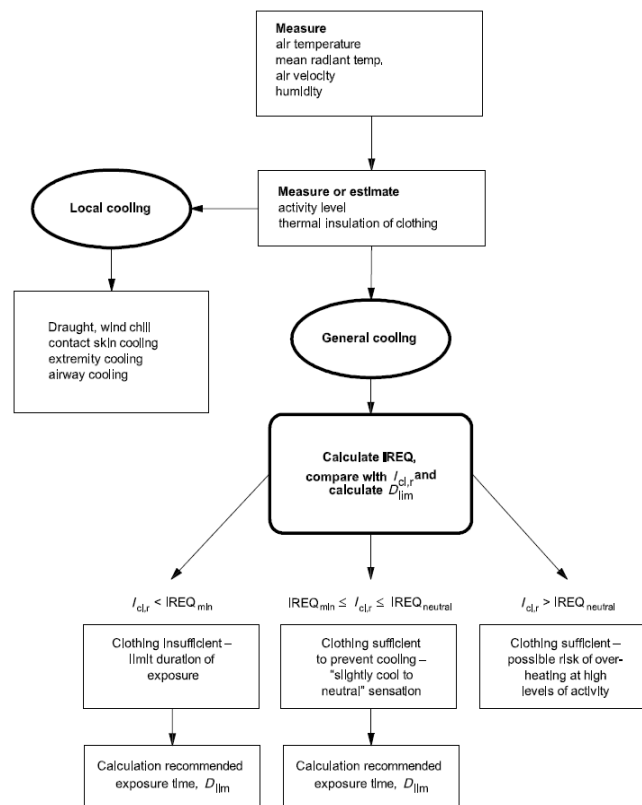 Measure
air temperature
mean radiant temp.
air velocity
humidity
Measure or estimate
activity level
thermal insulation of clothing
Local cooling
Draught, wind chill
contact skin cooling
extremity cooling
airway cooling
General cooling
Calculate IREQ,
compare with I_cl,r and
calculate D_lim
I_cl,r < IREQ_min
IREQ_min ≤ I_cl,r ≤ IREQ_neutral
I_cl,r > IREQ_neutral
Clothing insufficient –
limit duration of
exposure
Clothing sufficient
to prevent cooling –
"slightly cool to
neutral" sensation
Clothing sufficient –
possible risk of over-
heating at high
levels of activity
Calculation recommended
exposure time, D_lim
Calculation recommended
exposure time, D_lim